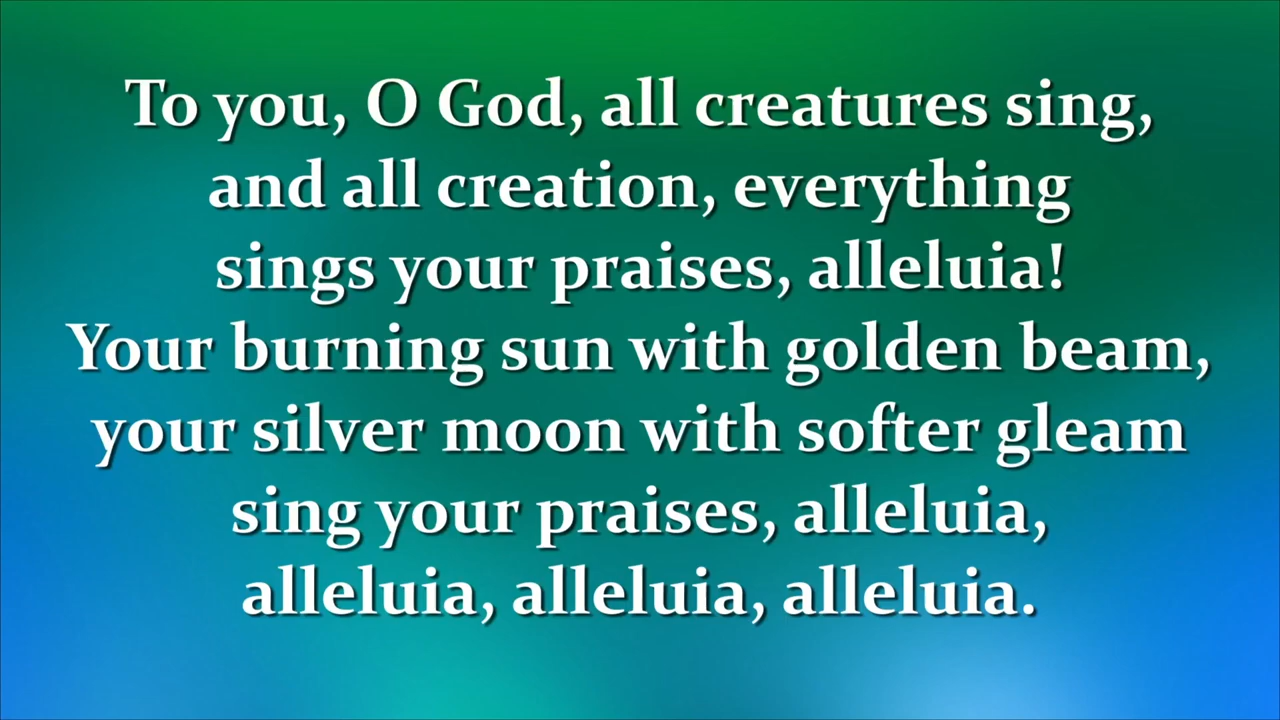 To you, O God, all creatures sing,
and all creation, everything
sings your praises, alleluia!
Your burning sun with golden beam,
your silver moon with softer gleam
sing your praises, alleluia,
alleluia, alleluia, alleluia.